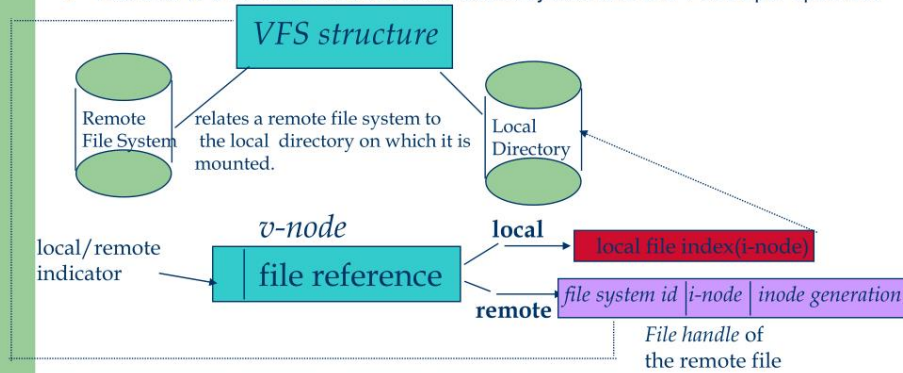 VFS structure
Remote
File System
relates a remote file system to
the local directory on which it is
mounted.
Local
Directory
v-node
local
local/remote
indicator
file reference
local file index(i-node)
remote
file system id | i-node | inode generation
File handle of
the remote file